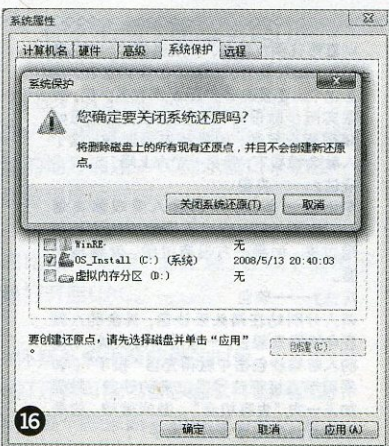 系统属性
计算机名 硬件 高级 系统保护 远程
系统保护
您确定要关闭系统还原吗?
将删除磁盘上的所有现有还原点，并且不会创建新还原
点。
关闭系统还原(T) 取消
WinRE 无
OS_Install (C:) (系统) 2008/5/13 20:40:03
虚拟内存分区 (D:) 无
要创建还原点，请先选择磁盘并单击“应用”
。
创建(C)
16
确定 取消 应用(A)